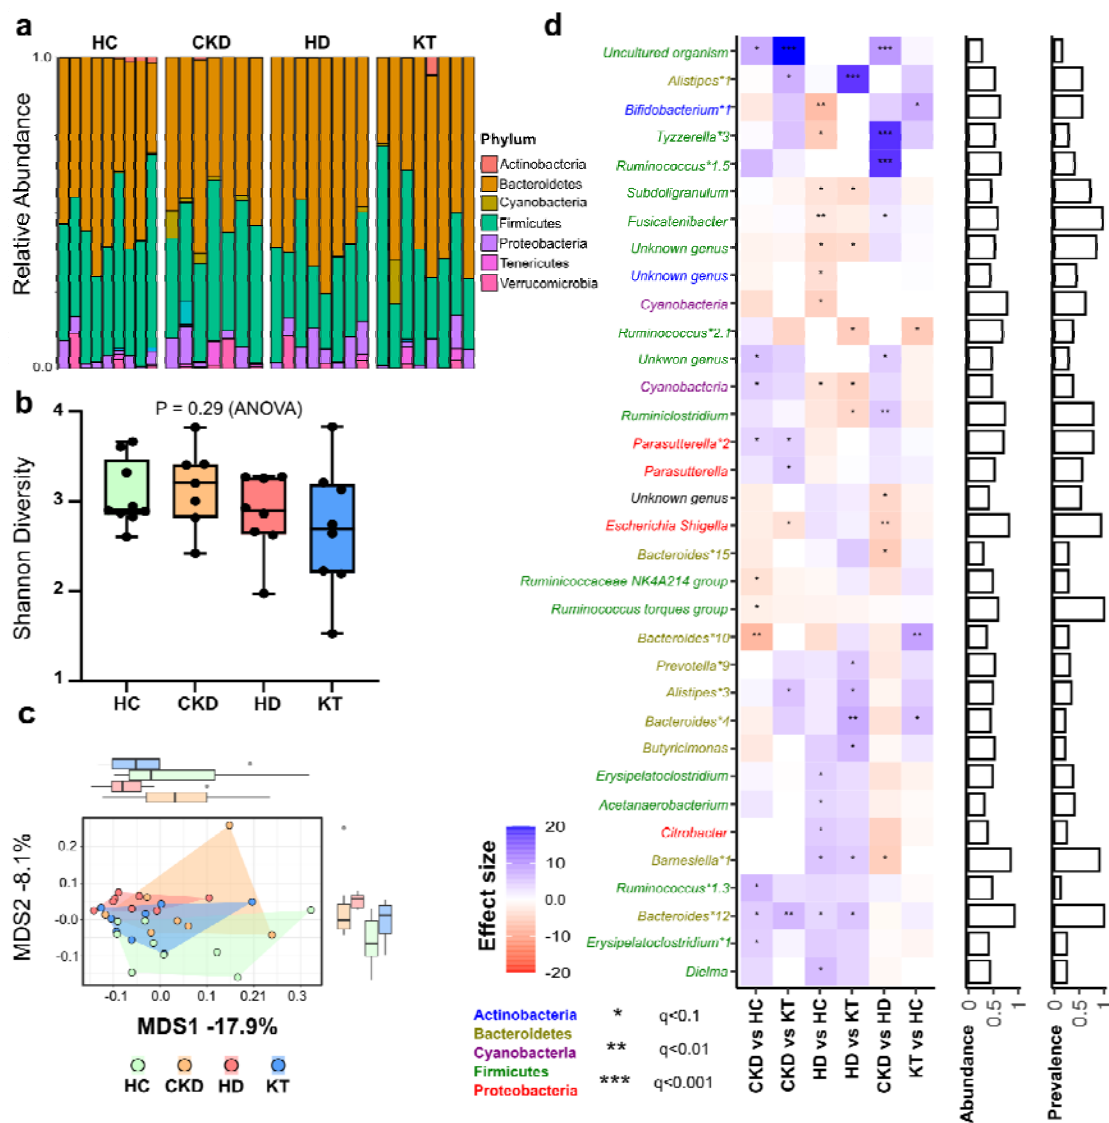 a
HC CKD HD KT
1.0
0.0
Relative Abundance
Phylum
Actinobacteria
Bacteroidetes
Cyanobacteria
Firmicutes
Proteobacteria
Tenericutes
Verrucomicrobia
b
P = 0.29 (ANOVA)
4
3
2
1
Shannon Diversity
HC CKD HD KT
c
0.2
0.1
-0.0
-0.1
MDS2 -8.1%
-0.1 0.0 0.1 0.21 0.3
MDS1 -17.9%
HC CKD HD KT
d
Uncultured organism * *** ***
Alistipes*1 * ***
Bifidobacterium*1 ** *
Tyzzerella*3 * ***
Ruminococcus*1.5 ***
Subdoligranulum * *
Fusicatenibacter ** *
Unknown genus * *
Unknown genus *
Cyanobacteria *
Ruminococcus*2.1 * *
Unkwon genus * *
Cyanobacteria * * *
Ruminiclostridium * **
Parasutterella*2 * *
Parasutterella *
Unknown genus *
Escherichia Shigella * **
Bacteroides*15 *
Ruminicoccaceae NK4A214 group *
Ruminococcus torques group *
Bacteroides*10 ** **
Prevotella*9 *
Alistipes*3 * *
Bacteroides*4 ** *
Butyricimonas *
Erysipelatoclostridium *
Acetanaerobacterium *
Citrobacter *
Barnesiella*1 * * *
Ruminococcus*1.3 *
Bacteroides*12 * ** * *
Erysipelatoclostridium*1 *
Dielma *
Effect size
20
10
0
-10
-20
Actinobacteria
Bacteroldetes
Cyanobacterla
Firmicutes
Proteobacteria
* q<0.1
** q<0.01
*** q<0.001
CKD vs HC
CKD vs KT
HD vs HC
HD vs KT
CKD vs HD
KT vs HC
0 0.5 1
Abundance
0 0.5 1
Prevalence